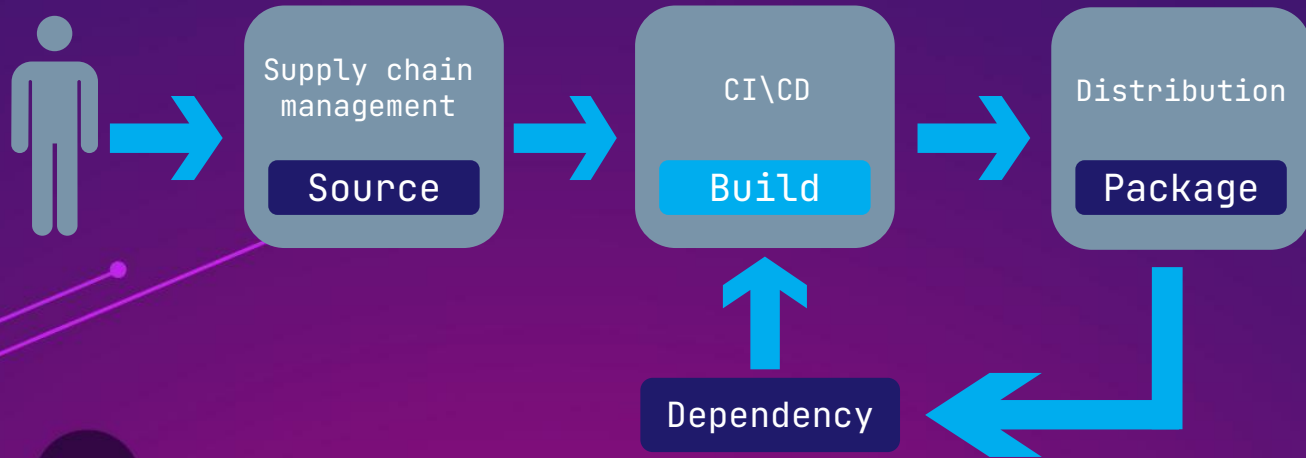 Supply chain
management
Source
CI\CD
Build
Distribution
Package
Dependency